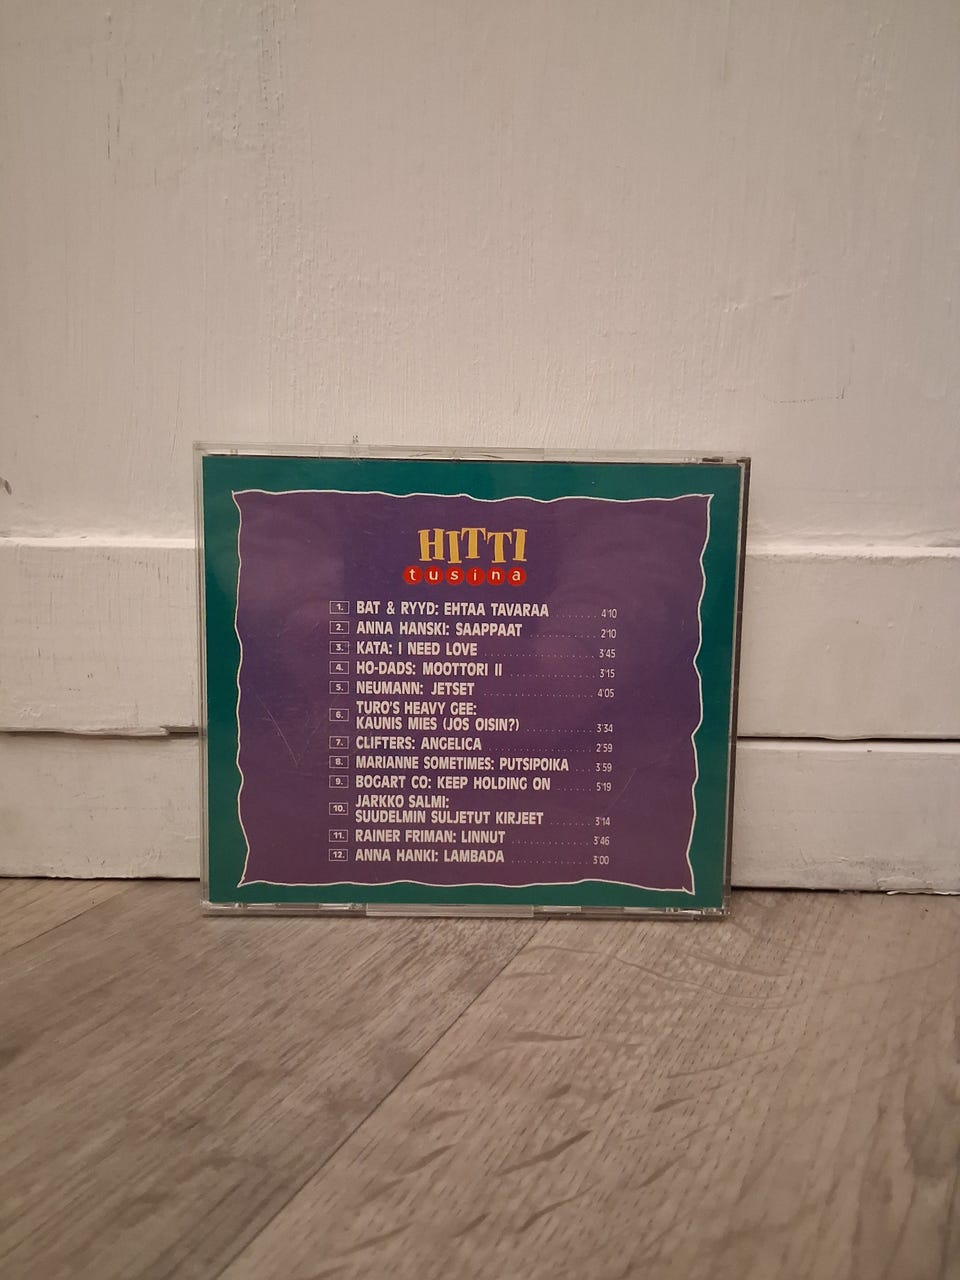 HITTI
tusina
1. BAT & RYYD: EHTAA TAVARAA ........ 4'10
2. ANNA HANSKI: SAAPPAAT ............ 2'10
3. KATA: I NEED LOVE .................... 3'45
4. HO-DADS: MOOTTORI II ................ 3'15
5. NEUMANN: JETSET .................... 4'05
6. TURO'S HEAVY GEE:
KAUNIS MIES (JOS OISIN?) ............ 3'34
7. CLIFTERS: ANGELICA .................. 2'59
8. MARIANNE SOMETIMES: PUTSIPOIKA .... 3'59
9. BOGART CO: KEEP HOLDING ON ........ 5'19
10. JARKKO SALMI:
SUUDELMIN SULJETUT KIRJEET ........ 3'14
11. RAINER FRIMAN: LINNUT .............. 3'46
12. ANNA HANKI: LAMBADA .............. 3'00